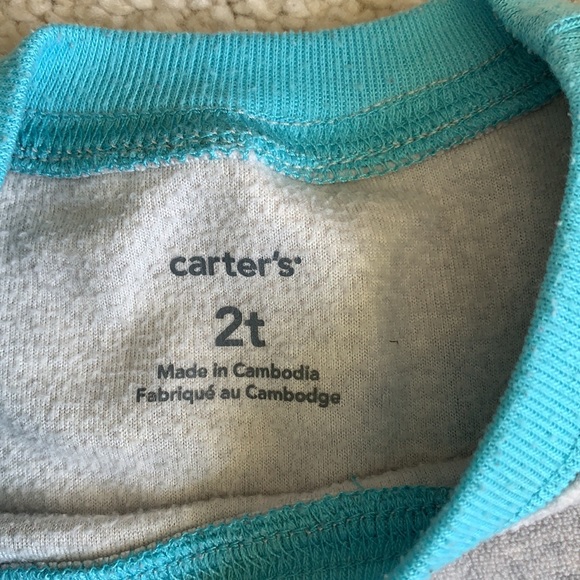 carter's
2t
Made in Cambodia
Fabriqué au Cambodge